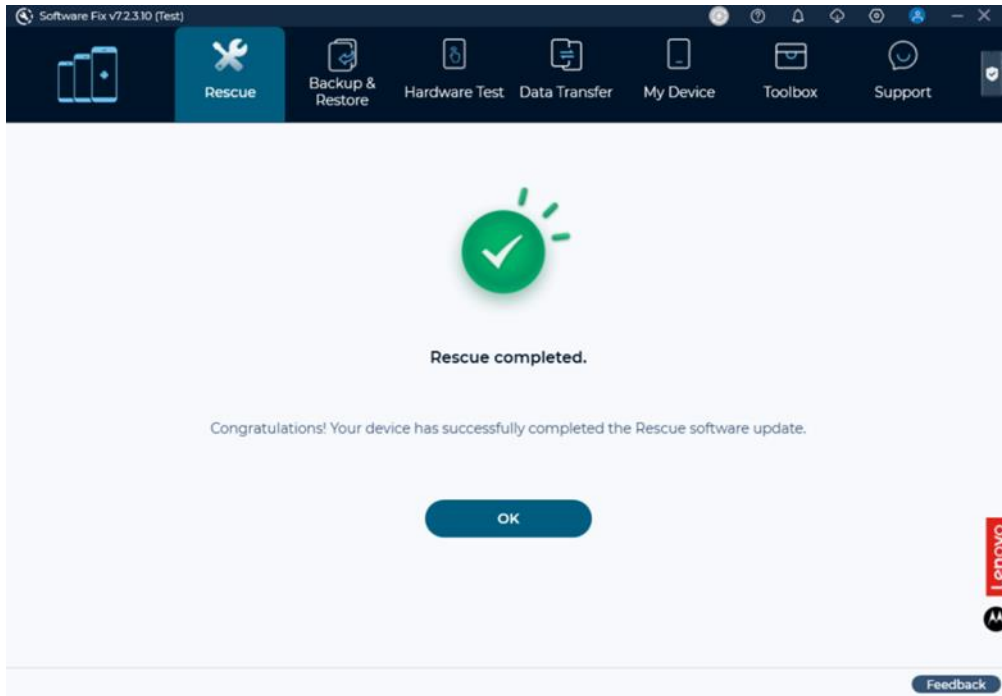 Software Fix v7.2.3.10 (Test)
Rescue
Backup &
Restore
Hardware Test
Data Transfer
My Device
Toolbox
Support
Rescue completed.
Congratulations! Your device has successfully completed the Rescue software update.
OK
Lenovo
Feedback